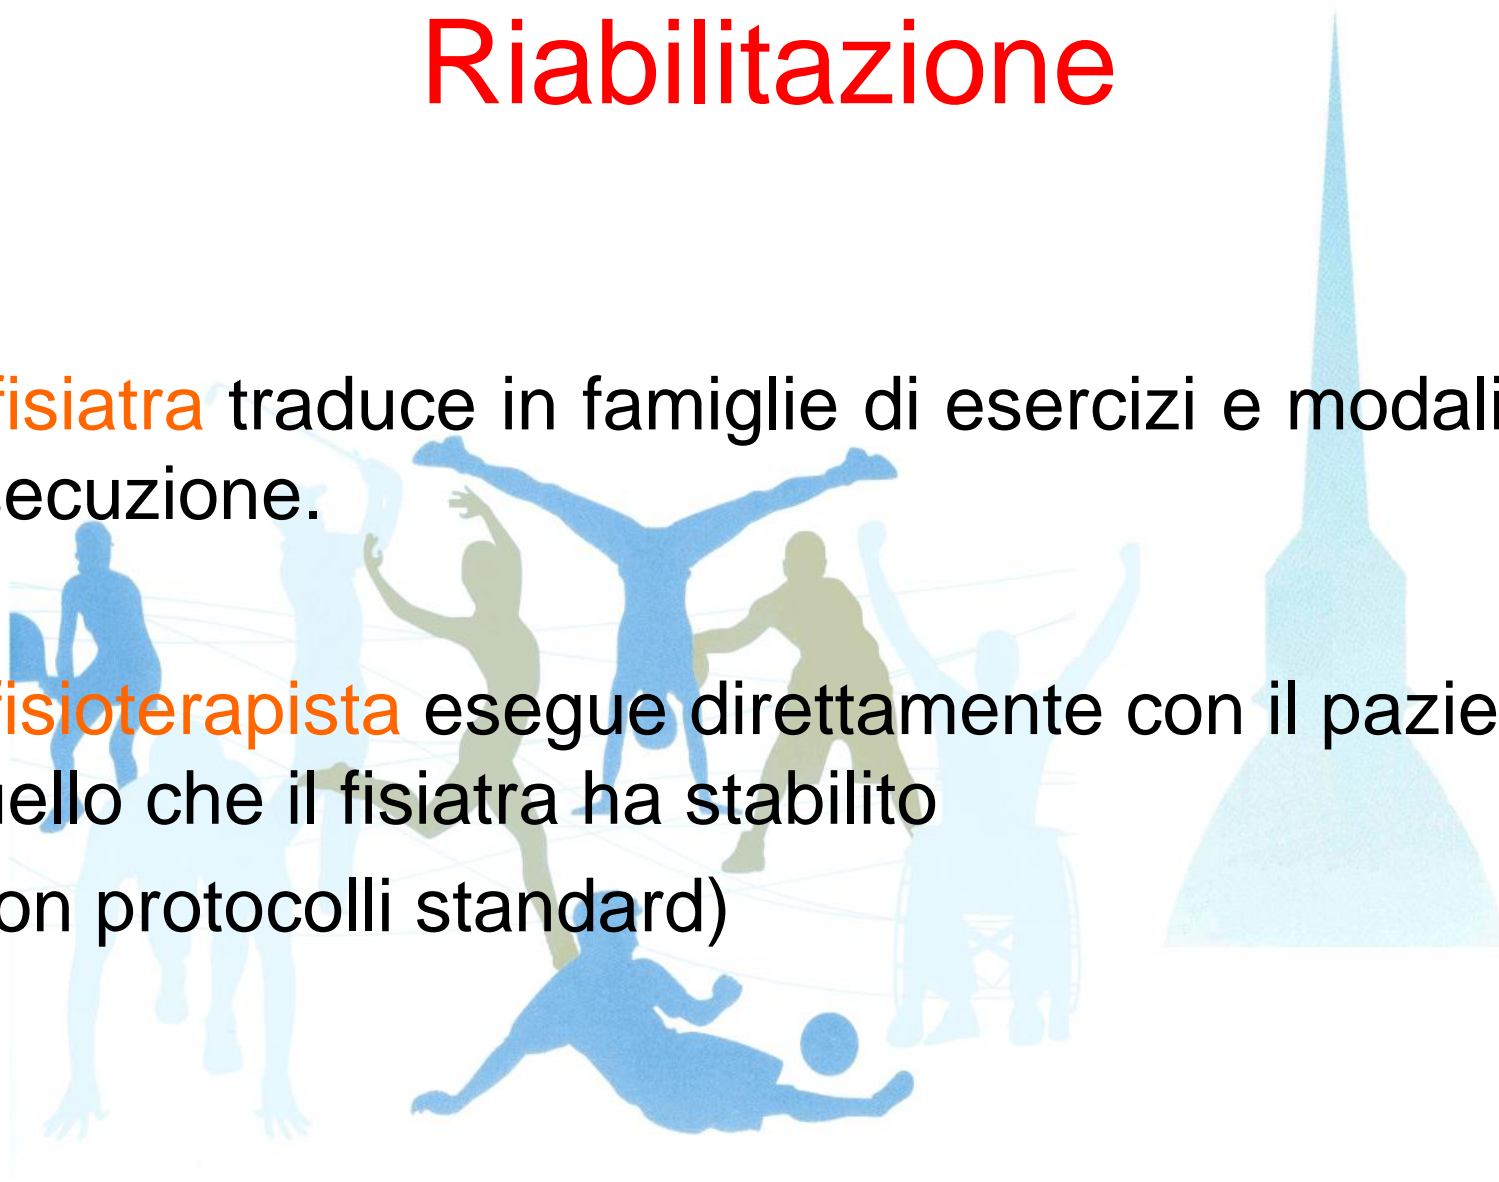 Riabilitazione
fisiatra traduce in famiglie di esercizi e modali
secuzione.
fisioterapista esegue direttamente con il pazie
uello che il fisiatra ha stabilito
on protocolli standard)